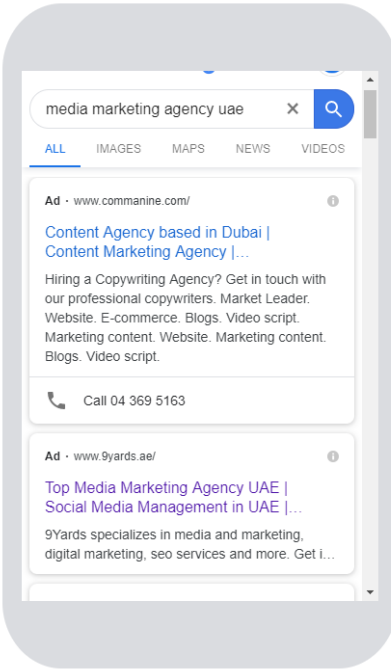 media marketing agency uae
ALL IMAGES MAPS NEWS VIDEOS
Ad · www.commanine.com/
Content Agency based in Dubai |
Content Marketing Agency |...
Hiring a Copywriting Agency? Get in touch with
our professional copywriters. Market Leader.
Website. E-commerce. Blogs. Video script.
Marketing content. Website. Marketing content.
Blogs. Video script.
Call 04 369 5163
Ad · www.9yards.ae/
Top Media Marketing Agency UAE |
Social Media Management in UAE |...
9Yards specializes in media and marketing,
digital marketing, seo services and more. Get i...